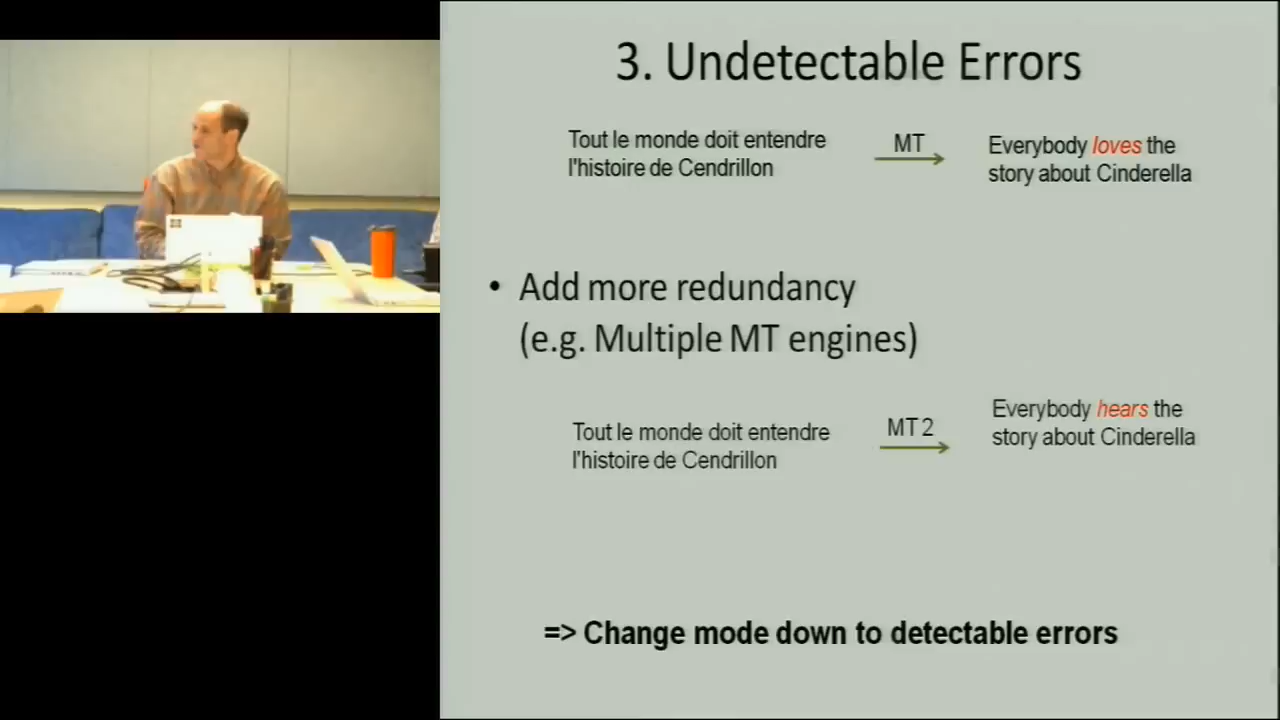 3. Undetectable Errors
Tout le monde doit entendre
l'histoire de Cendrillon
MT
Everybody loves the
story about Cinderella
• Add more redundancy
(e.g. Multiple MT engines)
Tout le monde doit entendre
l'histoire de Cendrillon
MT 2
Everybody hears the
story about Cinderella
=> Change mode down to detectable errors